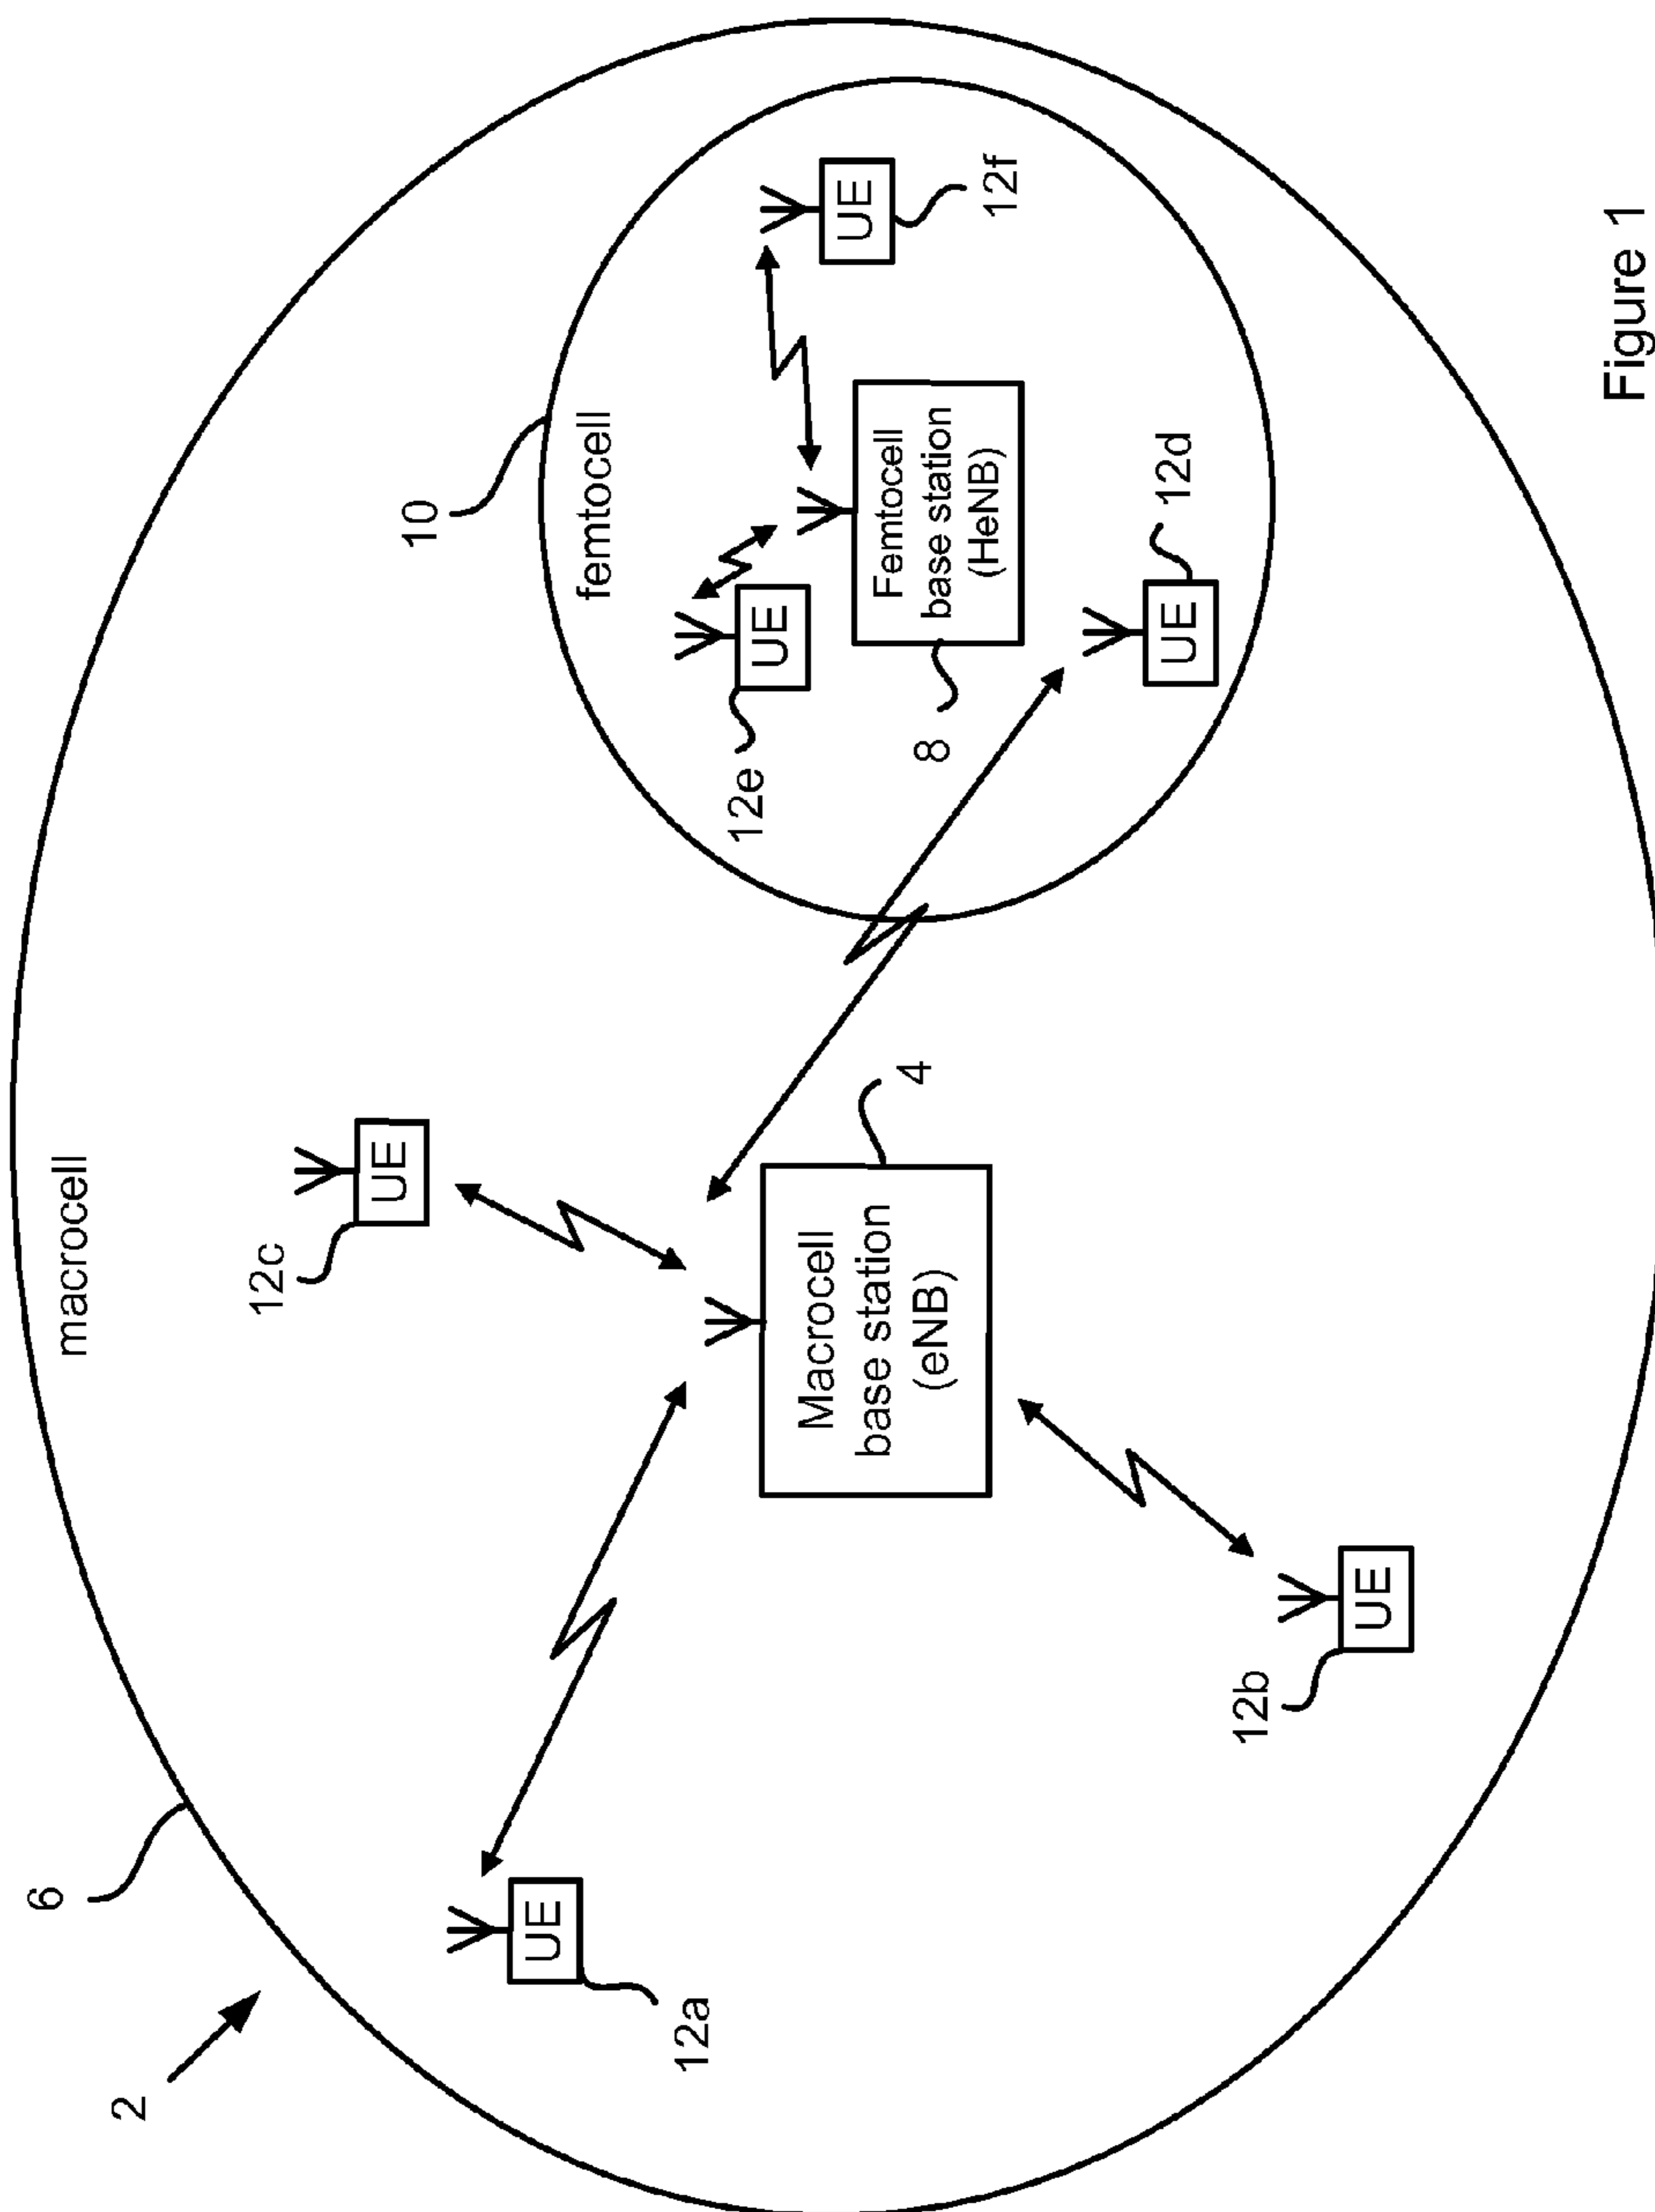 2
6
macrocell
12c
UE
10
femtocell
12e
UE
UE
12f
12a
UE
Macrocell
base station
(eNB)
4
8
Femtocell
base station
(HeNB)
12b
UE
UE
12d
Figure 1